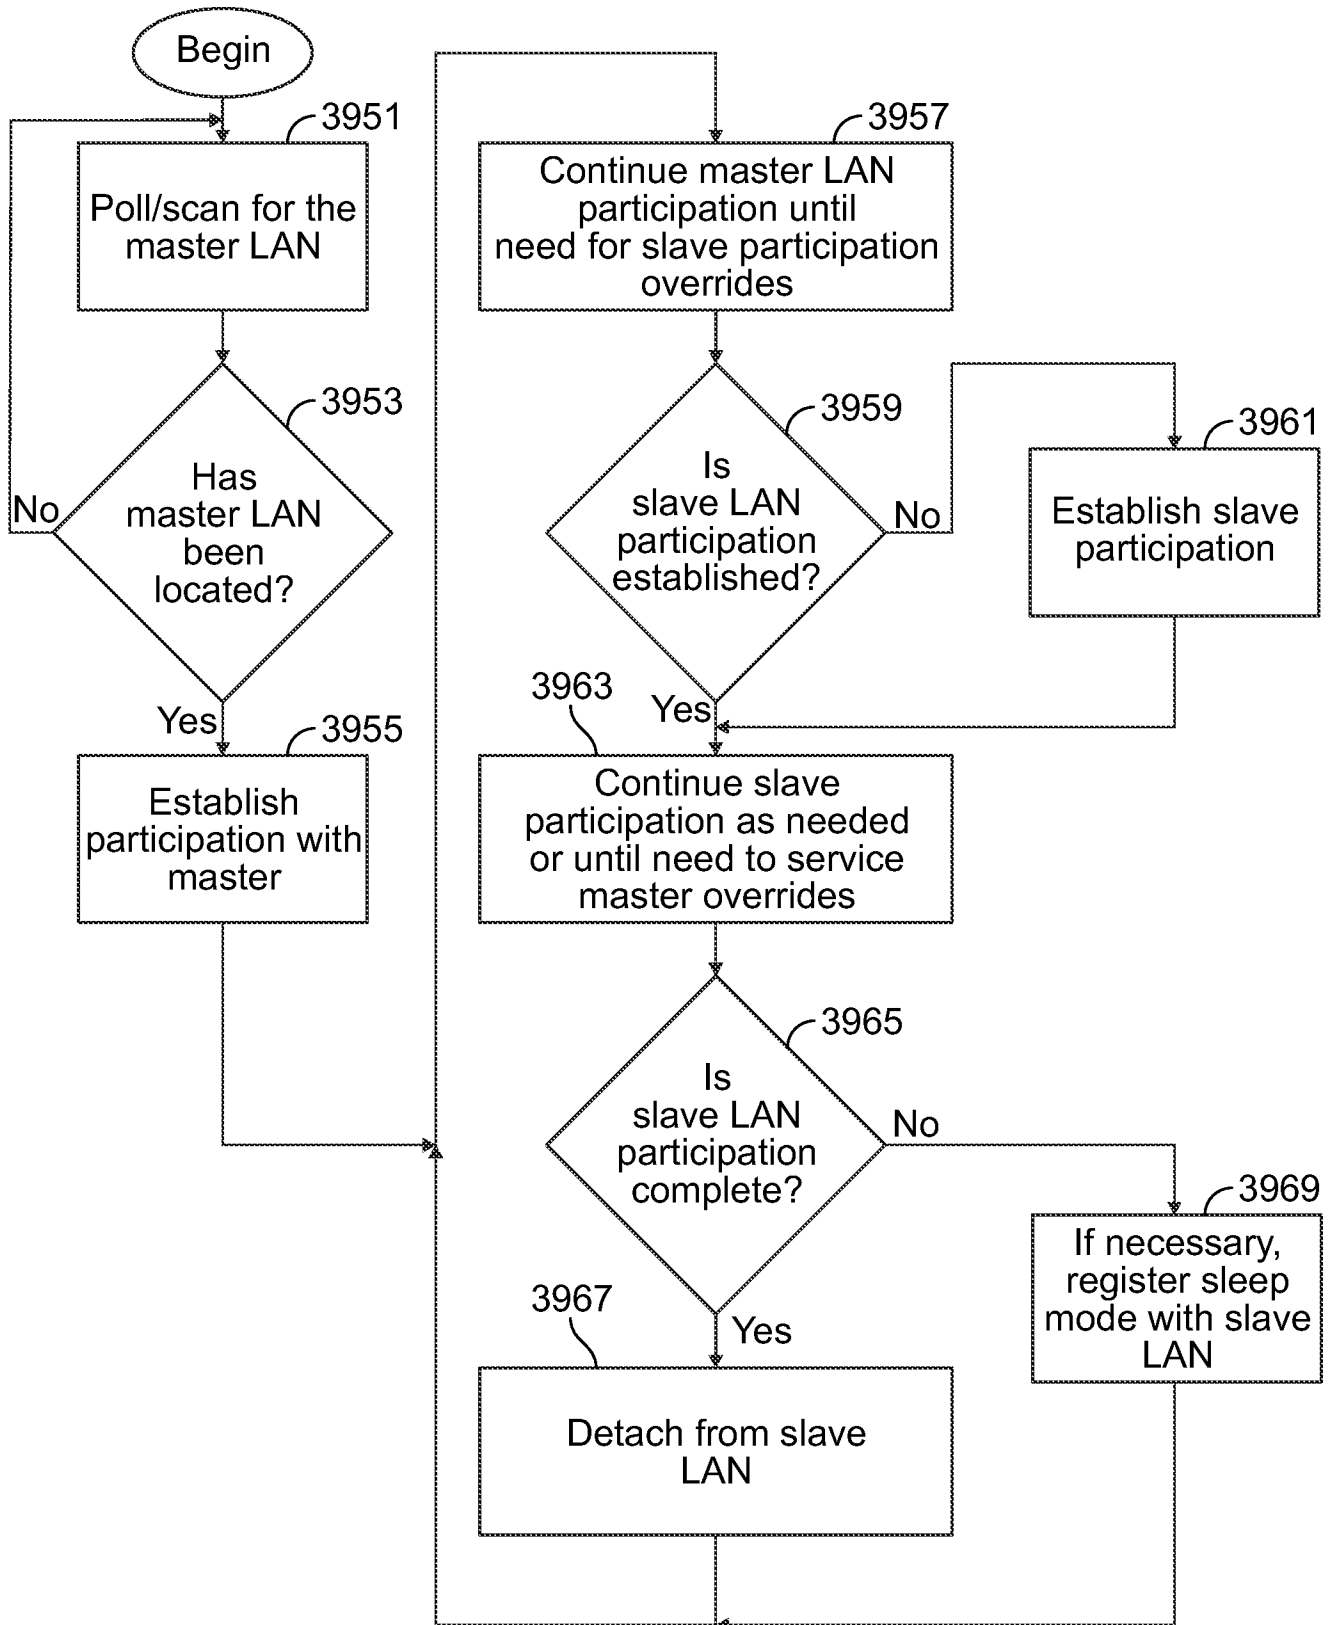 Begin
3951
Poll/scan for the
master LAN
3953
Has
master LAN
been
located?
No
Yes
3955
Establish
participation with
master
3957
Continue master LAN
participation until
need for slave participation
overrides
3959
Is
slave LAN
participation
established?
No
3961
Establish slave
participation
Yes
3963
Continue slave
participation as needed
or until need to service
master overrides
3965
Is
slave LAN
participation
complete?
No
3969
If necessary,
register sleep
mode with slave
LAN
Yes
3967
Detach from slave
LAN